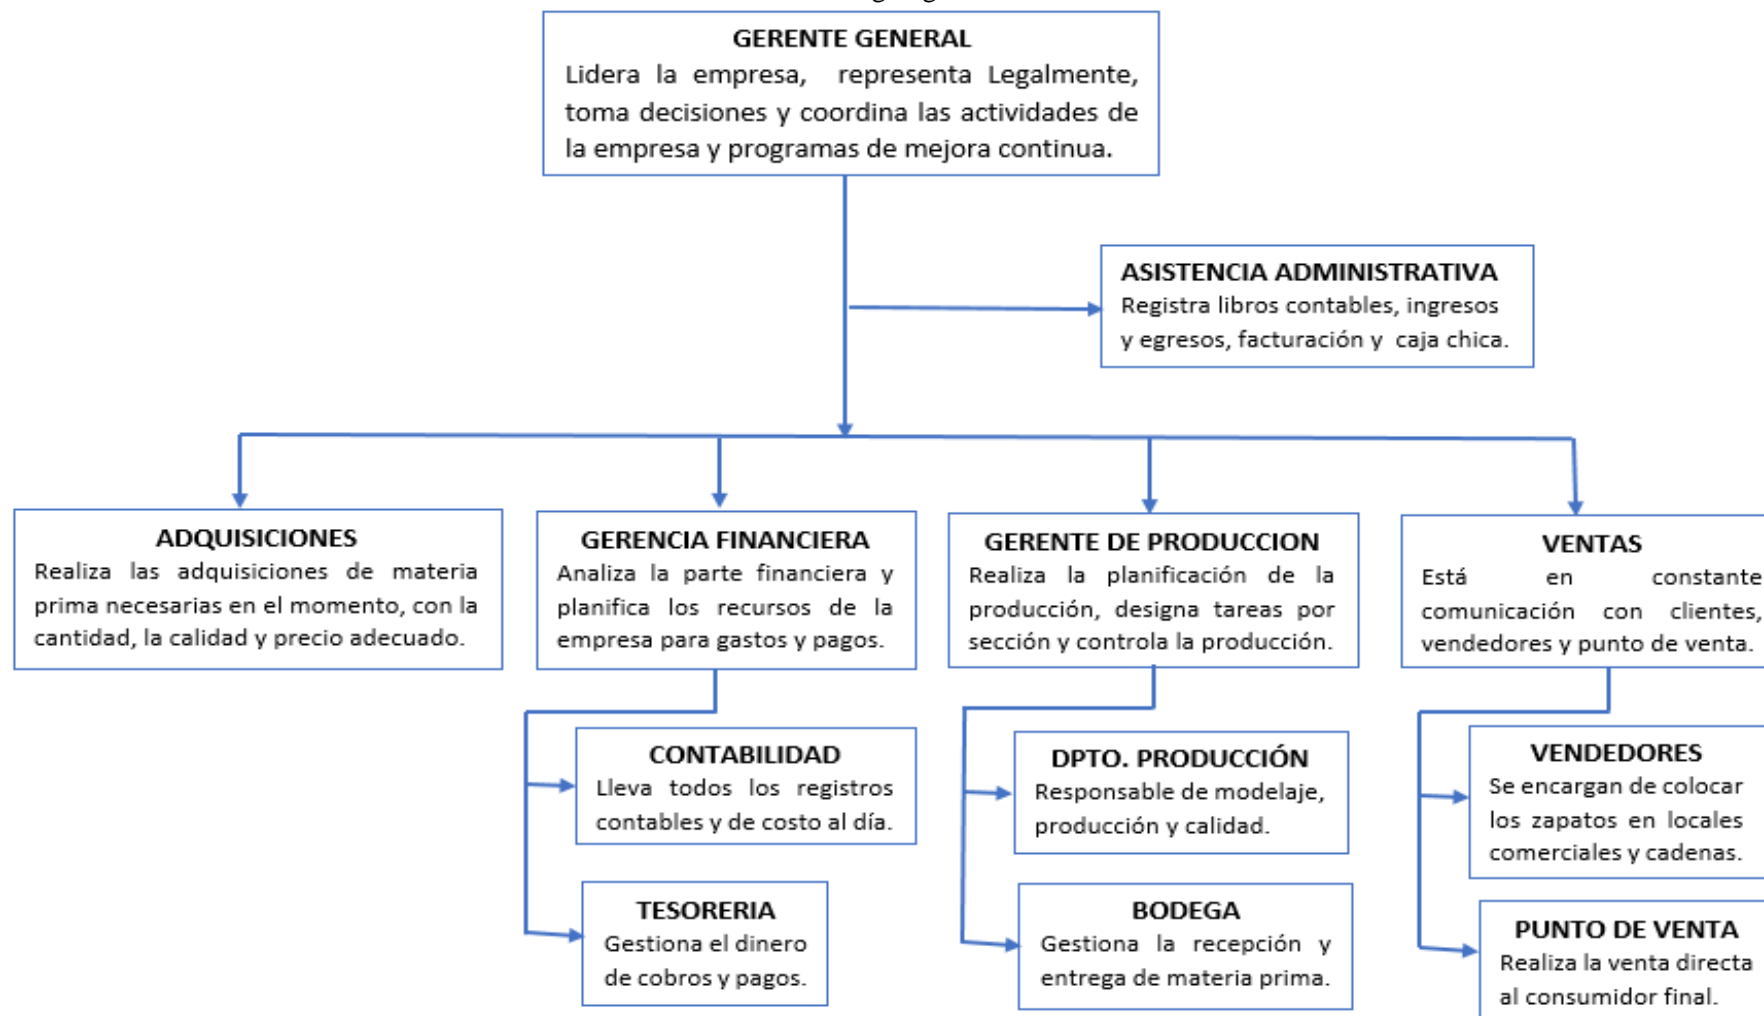 GERENTE GENERAL
Lidera la empresa, representa Legalmente,
toma decisiones y coordina las actividades de
la empresa y programas de mejora continua.
ASISTENCIA ADMINISTRATIVA
Registra libros contables, ingresos
y egresos, facturación y caja chica.
ADQUISICIONES
Realiza las adquisiciones de materia
prima necesarias en el momento, con la
cantidad, la calidad y precio adecuado.
GERENCIA FINANCIERA
Analiza la parte financiera y
planifica los recursos de la
empresa para gastos y pagos.
GERENTE DE PRODUCCION
Realiza la planificación de la
producción, designa tareas por
sección y controla la producción.
VENTAS
Está en constante
comunicación con clientes,
vendedores y punto de venta.
CONTABILIDAD
Lleva todos los registros
contables y de costo al día.
TESORERIA
Gestiona el dinero
de cobros y pagos.
DPTO. PRODUCCIÓN
Responsable de modelaje,
producción y calidad.
BODEGA
Gestiona la recepción y
entrega de materia prima.
VENDEDORES
Se encargan de colocar
los zapatos en locales
comerciales y cadenas.
PUNTO DE VENTA
Realiza la venta directa
al consumidor final.